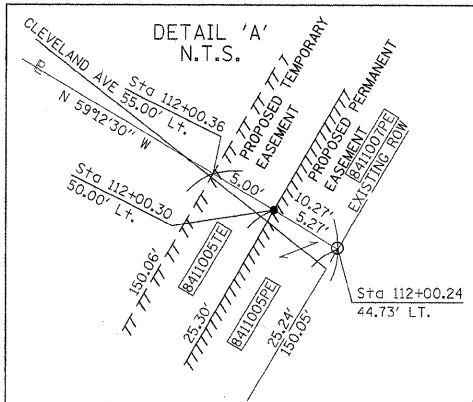 DETAIL 'A'
N.T.S.
CLEVELAND AVE
Sta 112+00.36
55.00' Lt.
N 59°12'30" W
PROPOSED TEMPORARY
EASEMENT
PROPOSED PERMANENT
EASEMENT
8411007PE
EXISTING ROW
5.00'
10.27'
5.27'
Sta 112+00.30
50.00' Lt.
150.06'
8411005TE
25.30'
8411005PE
25.24'
150.05'
Sta 112+00.24
44.73' LT.